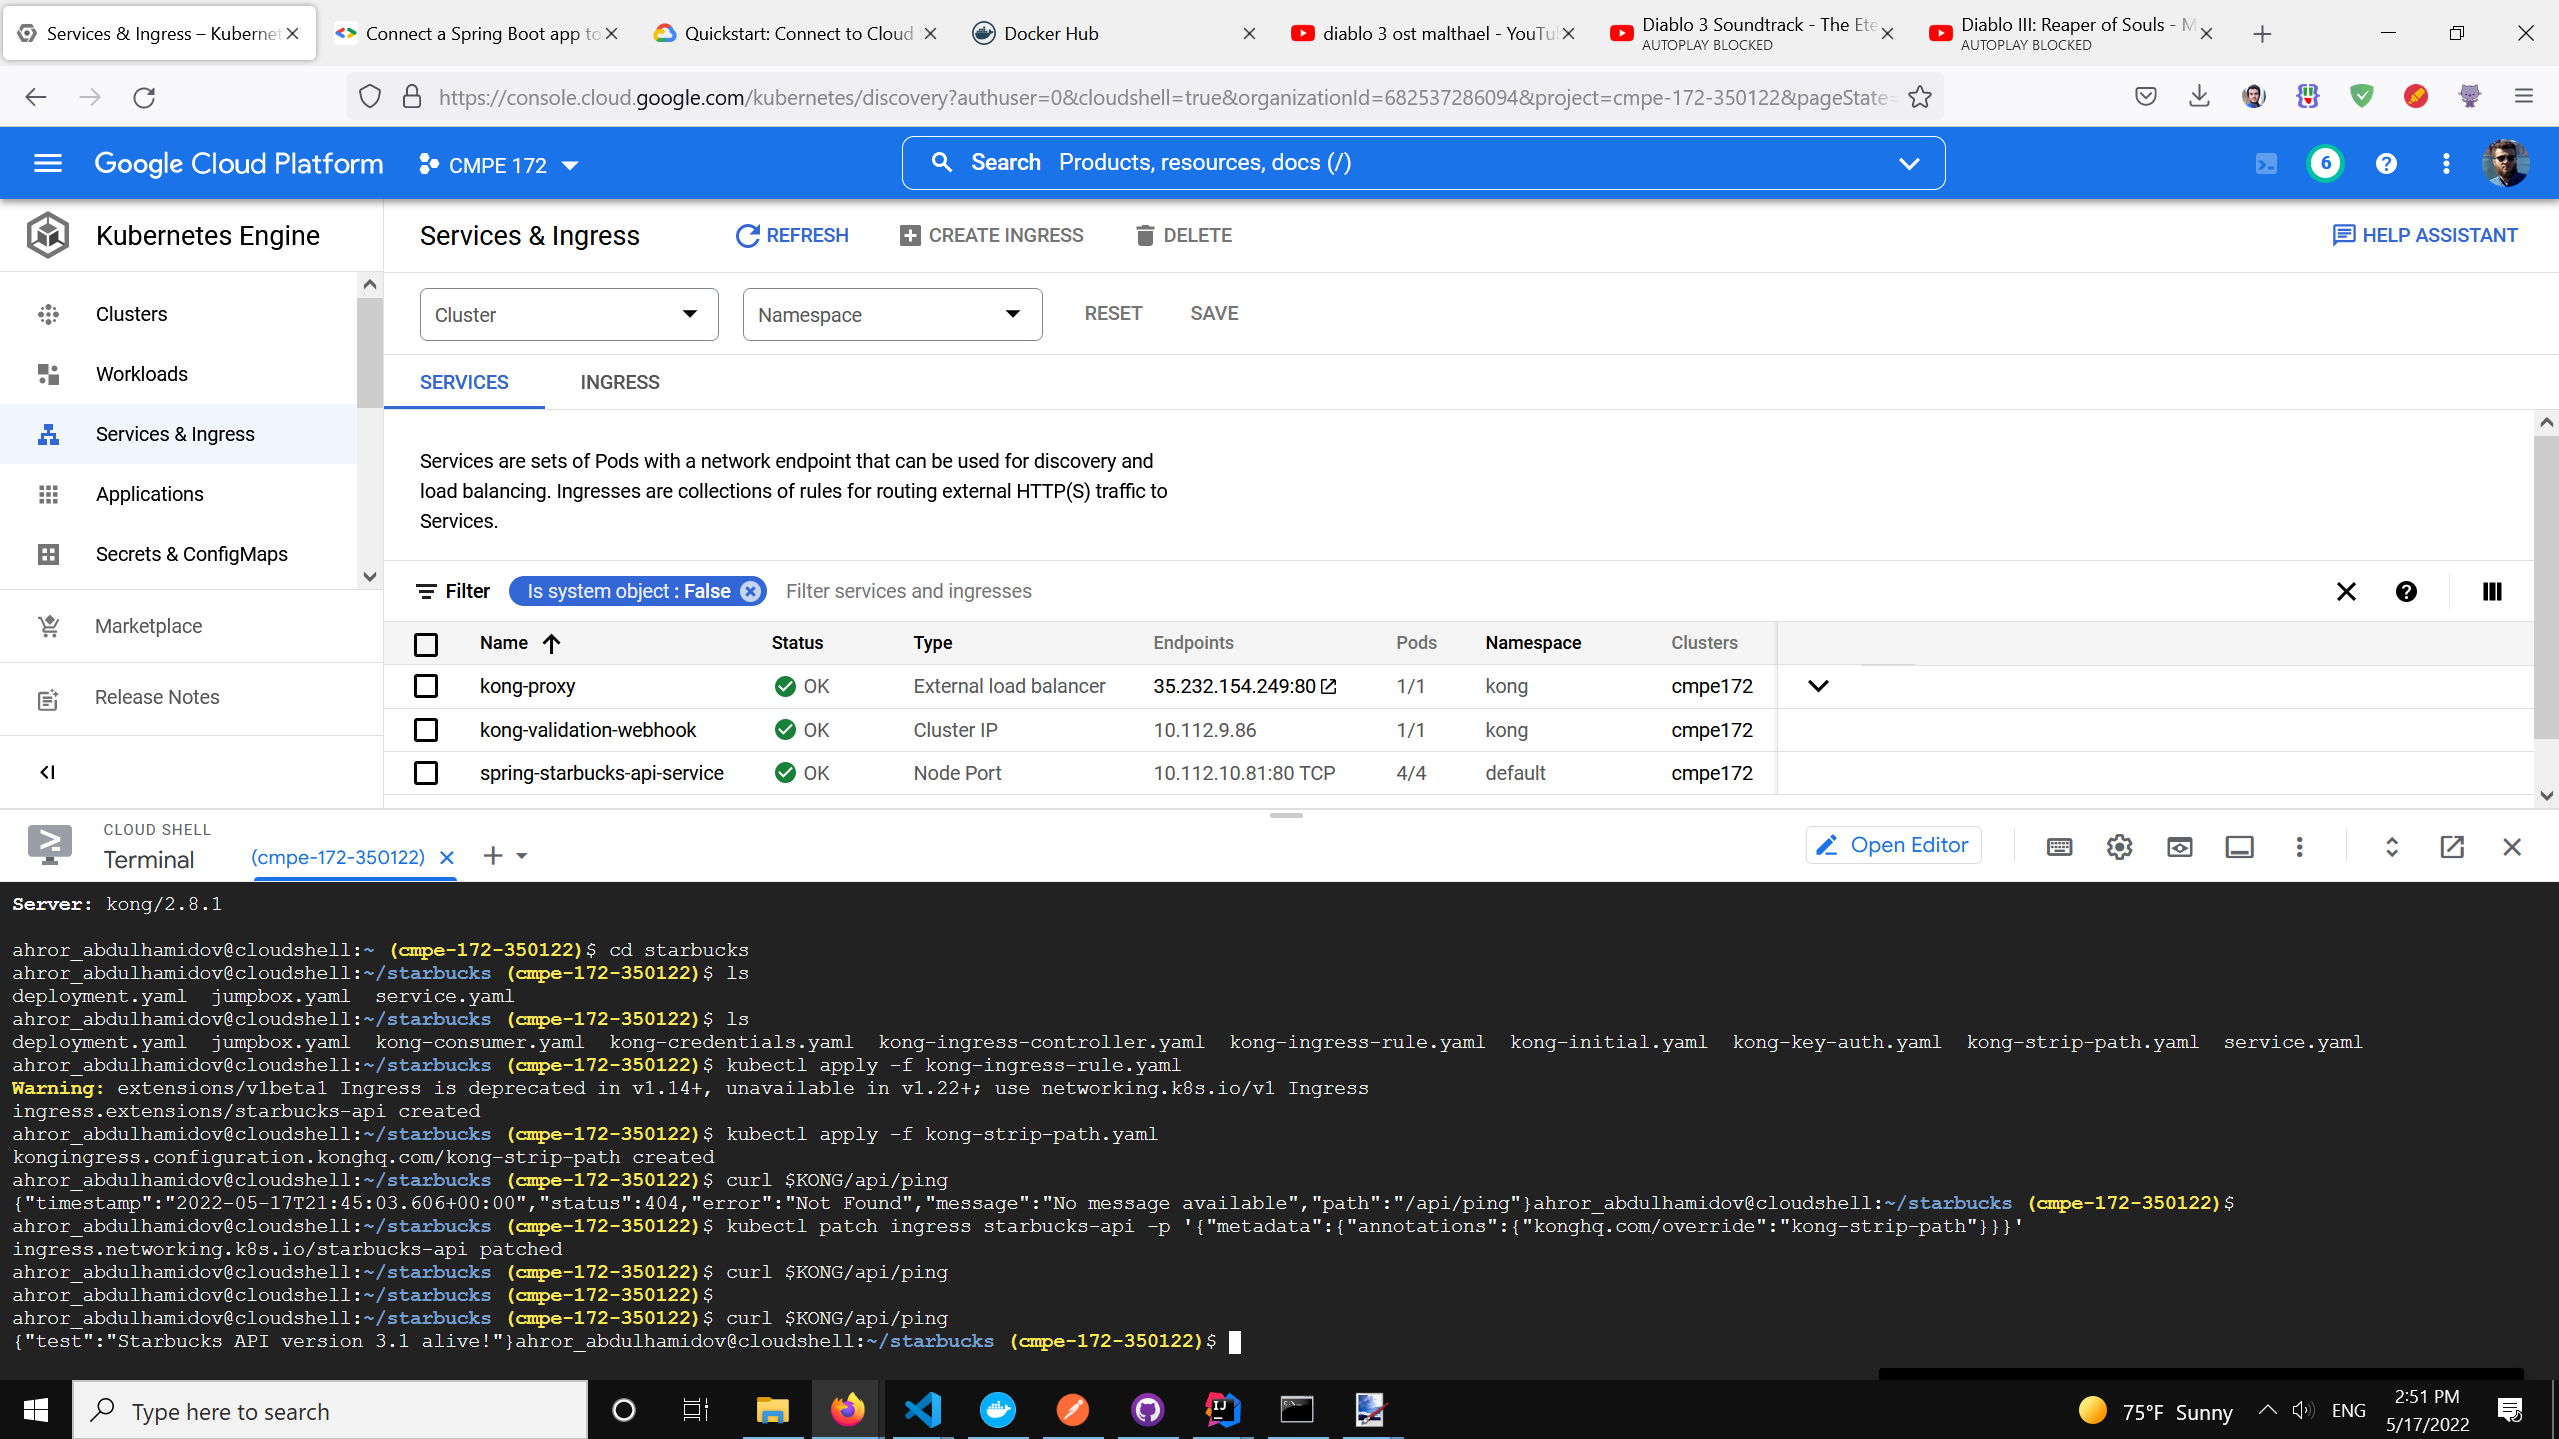 Services & Ingress – Kubernet
Connect a Spring Boot app to
Quickstart: Connect to Cloud
Docker Hub
diablo 3 ost malthael - YouTu
Diablo 3 Soundtrack - The Ete
AUTOPLAY BLOCKED
Diablo III: Reaper of Souls - M
AUTOPLAY BLOCKED
https://console.cloud.google.com/kubernetes/discovery?authuser=0&cloudshell=true&organizationId=682537286094&project=cmpe-172-350122&pageState=
Google Cloud Platform
CMPE 172
Search Products, resources, docs (/)
6
Kubernetes Engine
Services & Ingress
REFRESH
CREATE INGRESS
DELETE
HELP ASSISTANT
Clusters
Workloads
Services & Ingress
Applications
Secrets & ConfigMaps
Marketplace
Release Notes
Cluster
Namespace
RESET
SAVE
SERVICES
INGRESS
Services are sets of Pods with a network endpoint that can be used for discovery and
load balancing. Ingresses are collections of rules for routing external HTTP(S) traffic to
Services.
Filter Is system object : False Filter services and ingresses
Name Status Type Endpoints Pods Namespace Clusters
kong-proxy OK External load balancer 35.232.154.249:80 1/1 kong cmpe172
kong-validation-webhook OK Cluster IP 10.112.9.86 1/1 kong cmpe172
spring-starbucks-api-service OK Node Port 10.112.10.81:80 TCP 4/4 default cmpe172
CLOUD SHELL
Terminal
(cmpe-172-350122)
Open Editor
Server: kong/2.8.1
ahror_abdulhamidov@cloudshell:~ (cmpe-172-350122)$ cd starbucks
ahror_abdulhamidov@cloudshell:~/starbucks (cmpe-172-350122)$ ls
deployment.yaml jumpbox.yaml service.yaml
ahror_abdulhamidov@cloudshell:~/starbucks (cmpe-172-350122)$ ls
deployment.yaml jumpbox.yaml kong-consumer.yaml kong-credentials.yaml kong-ingress-controller.yaml kong-ingress-rule.yaml kong-initial.yaml kong-key-auth.yaml kong-strip-path.yaml service.yaml
ahror_abdulhamidov@cloudshell:~/starbucks (cmpe-172-350122)$ kubectl apply -f kong-ingress-rule.yaml
Warning: extensions/v1beta1 Ingress is deprecated in v1.14+, unavailable in v1.22+; use networking.k8s.io/v1 Ingress
ingress.extensions/starbucks-api created
ahror_abdulhamidov@cloudshell:~/starbucks (cmpe-172-350122)$ kubectl apply -f kong-strip-path.yaml
kongingress.configuration.konghq.com/kong-strip-path created
ahror_abdulhamidov@cloudshell:~/starbucks (cmpe-172-350122)$ curl $KONG/api/ping
{"timestamp":"2022-05-17T21:45:03.606+00:00","status":404,"error":"Not Found","message":"No message available","path":"/api/ping"}ahror_abdulhamidov@cloudshell:~/starbucks (cmpe-172-350122)$
ahror_abdulhamidov@cloudshell:~/starbucks (cmpe-172-350122)$ kubectl patch ingress starbucks-api -p '{"metadata":{"annotations":{"konghq.com/override":"kong-strip-path"}}}'
ingress.networking.k8s.io/starbucks-api patched
ahror_abdulhamidov@cloudshell:~/starbucks (cmpe-172-350122)$ curl $KONG/api/ping
ahror_abdulhamidov@cloudshell:~/starbucks (cmpe-172-350122)$
ahror_abdulhamidov@cloudshell:~/starbucks (cmpe-172-350122)$ curl $KONG/api/ping
{"test":"Starbucks API version 3.1 alive!"}ahror_abdulhamidov@cloudshell:~/starbucks (cmpe-172-350122)$
Type here to search
75°F Sunny
ENG
2:51 PM
5/17/2022